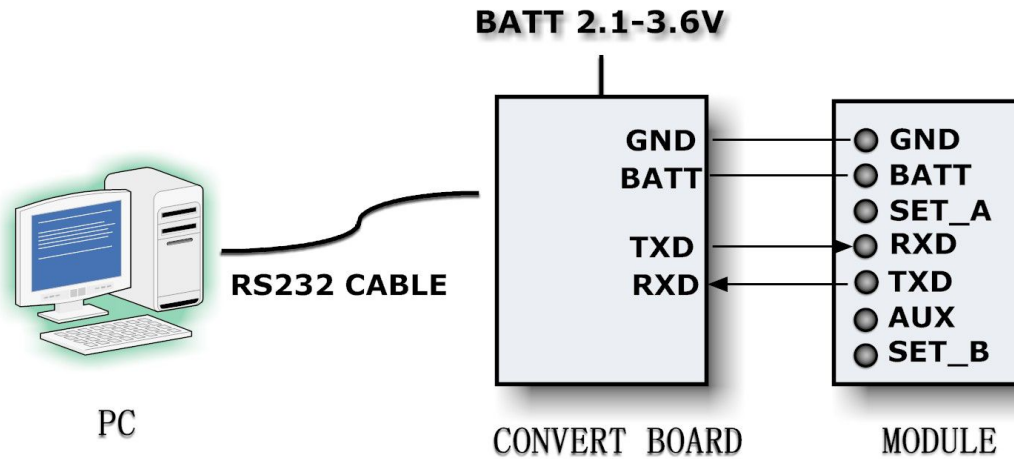 BATT 2.1-3.6V
GND
BATT
TXD
RXD
GND
BATT
SET_A
RXD
TXD
AUX
SET_B
RS232 CABLE
PC
CONVERT BOARD
MODULE